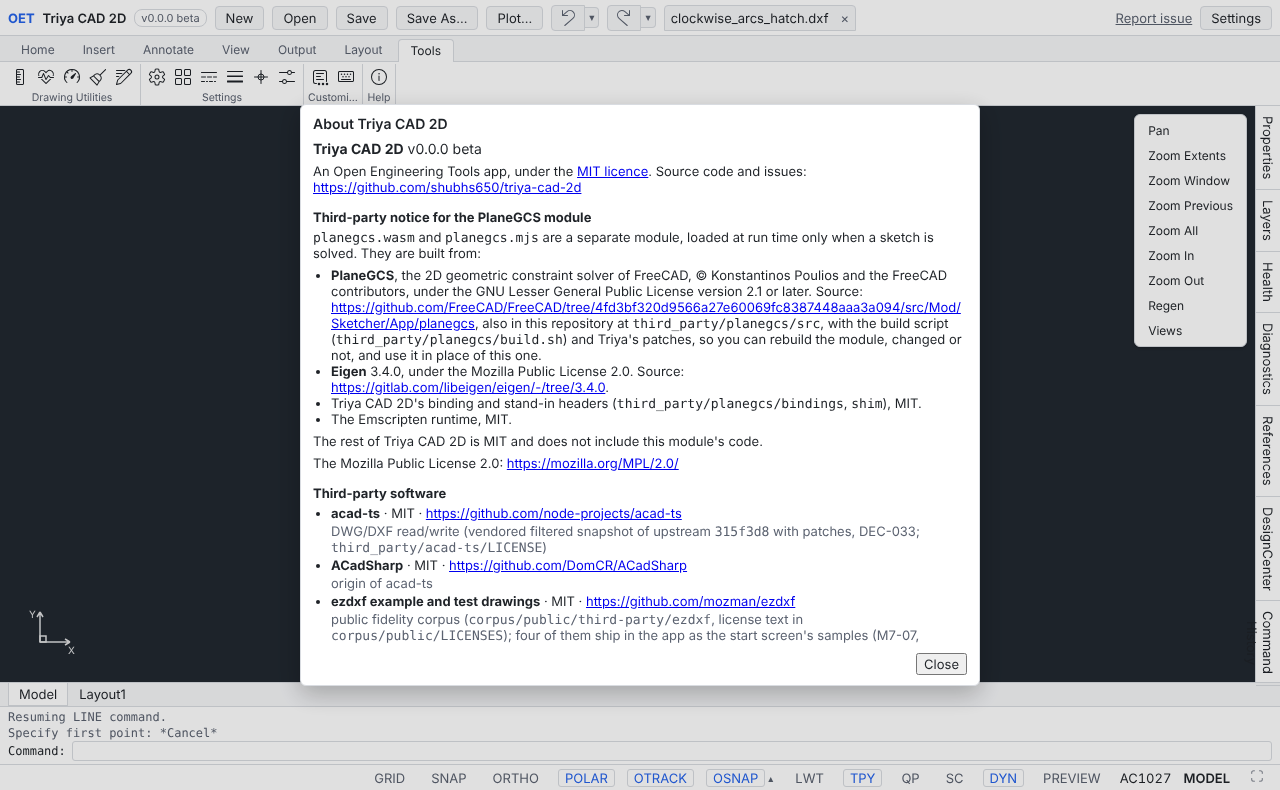 OET Triya CAD 2D v0.0.0 beta New Open Save Save As... Plot... ▾ ▾ clockwise_arcs_hatch.dxf × Report issue Settings
Home Insert Annotate View Output Layout Tools
Drawing Utilities Settings Customi... Help
About Triya CAD 2D
Triya CAD 2D v0.0.0 beta
An Open Engineering Tools app, under the MIT licence. Source code and issues:
https://github.com/shubhs650/triya-cad-2d
Third-party notice for the PlaneGCS module
planegcs.wasm and planegcs.mjs are a separate module, loaded at run time only when a sketch is
solved. They are built from:
• PlaneGCS, the 2D geometric constraint solver of FreeCAD, © Konstantinos Poulios and the FreeCAD
contributors, under the GNU Lesser General Public License version 2.1 or later. Source:
https://github.com/FreeCAD/FreeCAD/tree/4fd3bf320d9566a27e60069fc8387448aaa3a094/src/Mod/
Sketcher/App/planegcs, also in this repository at third_party/planegcs/src, with the build script
(third_party/planegcs/build.sh) and Triya's patches, so you can rebuild the module, changed or
not, and use it in place of this one.
• Eigen 3.4.0, under the Mozilla Public License 2.0. Source:
https://gitlab.com/libeigen/eigen/-/tree/3.4.0.
• Triya CAD 2D's binding and stand-in headers (third_party/planegcs/bindings, shim), MIT.
• The Emscripten runtime, MIT.
The rest of Triya CAD 2D is MIT and does not include this module's code.
The Mozilla Public License 2.0: https://mozilla.org/MPL/2.0/
Third-party software
• acad-ts · MIT · https://github.com/node-projects/acad-ts
DWG/DXF read/write (vendored filtered snapshot of upstream 315f3d8 with patches, DEC-033;
third_party/acad-ts/LICENSE)
• ACadSharp · MIT · https://github.com/DomCR/ACadSharp
origin of acad-ts
• ezdxf example and test drawings · MIT · https://github.com/mozman/ezdxf
public fidelity corpus (corpus/public/third-party/ezdxf, license text in
corpus/public/LICENSES); four of them ship in the app as the start screen's samples (M7-07,
Close
Pan
Zoom Extents
Zoom Window
Zoom Previous
Zoom All
Zoom In
Zoom Out
Regen
Views
Properties
Layers
Health
Diagnostics
References
DesignCenter
Command
Y
X
Model Layout1
Resuming LINE command.
Specify first point: *Cancel*
Command:
GRID SNAP ORTHO POLAR OTRACK OSNAP ▴ LWT TPY QP SC DYN PREVIEW AC1027 MODEL